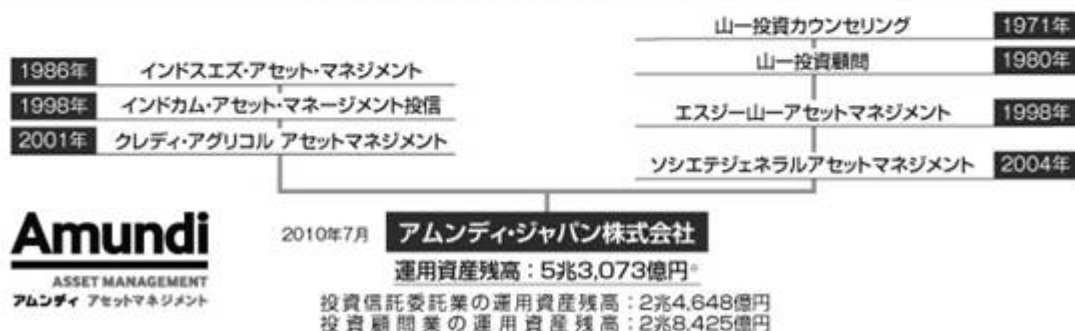 山一投資カウンセリング 1971年
山一投資顧問 1980年
エスジー山一アセットマネジメント 1998年
ソシエテジェネラルアセットマネジメント 2004年
1986年 インドスエズ・アセット・マネジメント
1998年 インドカム・アセット・マネージメント投信
2001年 クレディ・アグリコル アセットマネジメント
2010年7月 アムンディ・ジャパン株式会社
運用資産残高：5兆3,073億円※
投資信託委託業の運用資産残高：2兆4,648億円
投資顧問業の運用資産残高：2兆8,425億円
Amundi
ASSET MANAGEMENT
アムンディ アセットマネジメント